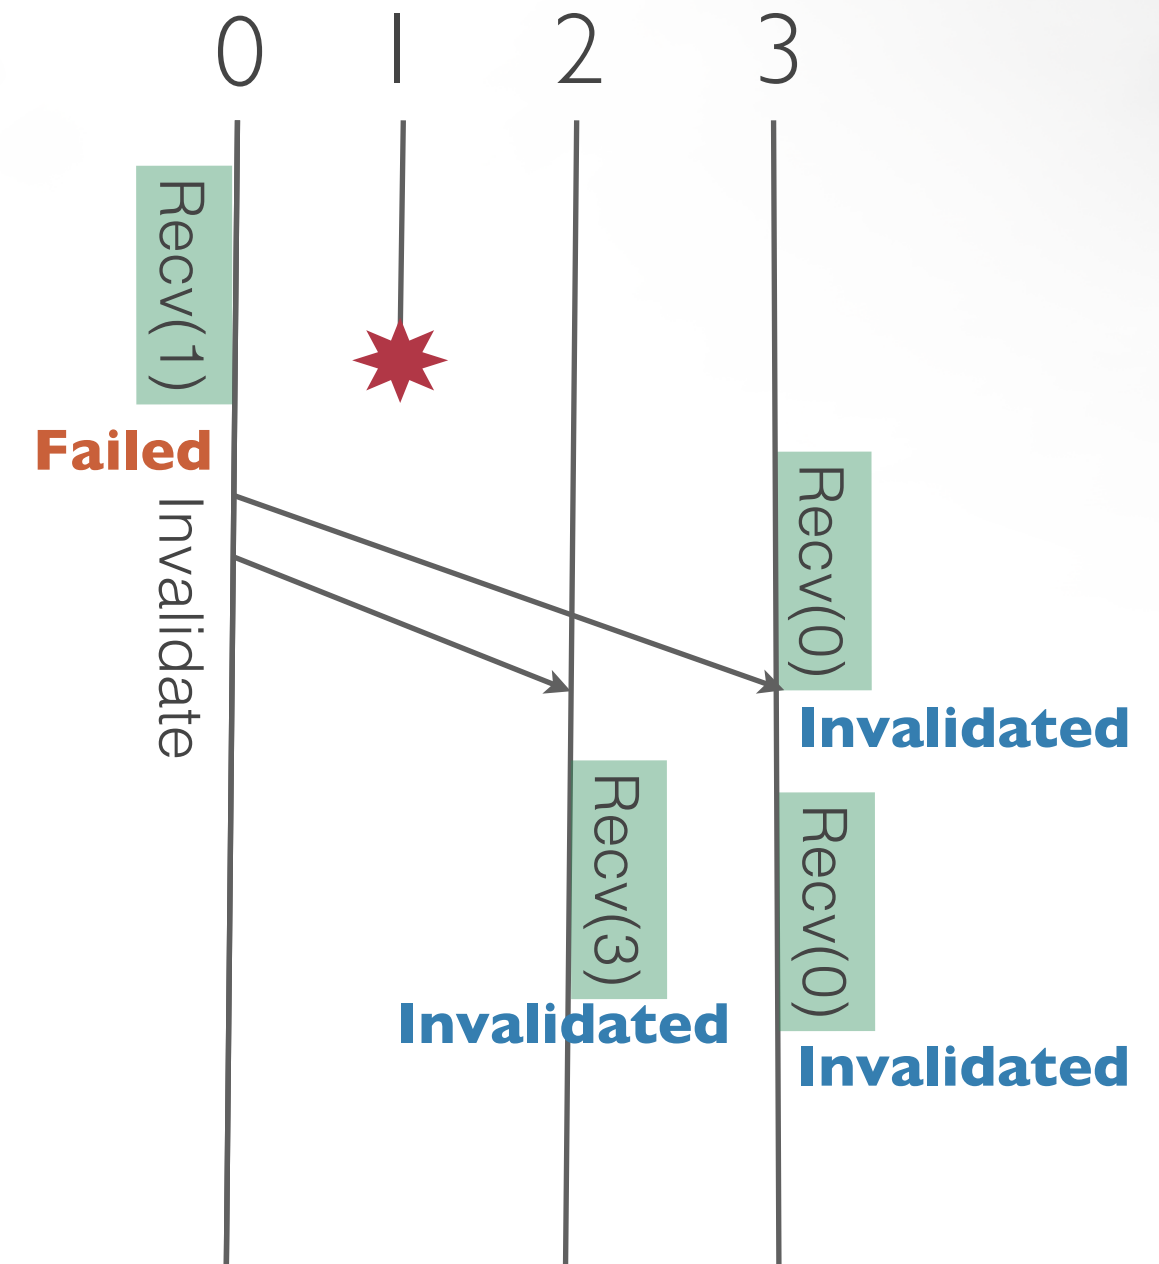 0 1 2 3
Recv(1)
Failed
Invalidate
Recv(0)
Invalidated
Recv(3)
Invalidated
Recv(0)
Invalidated